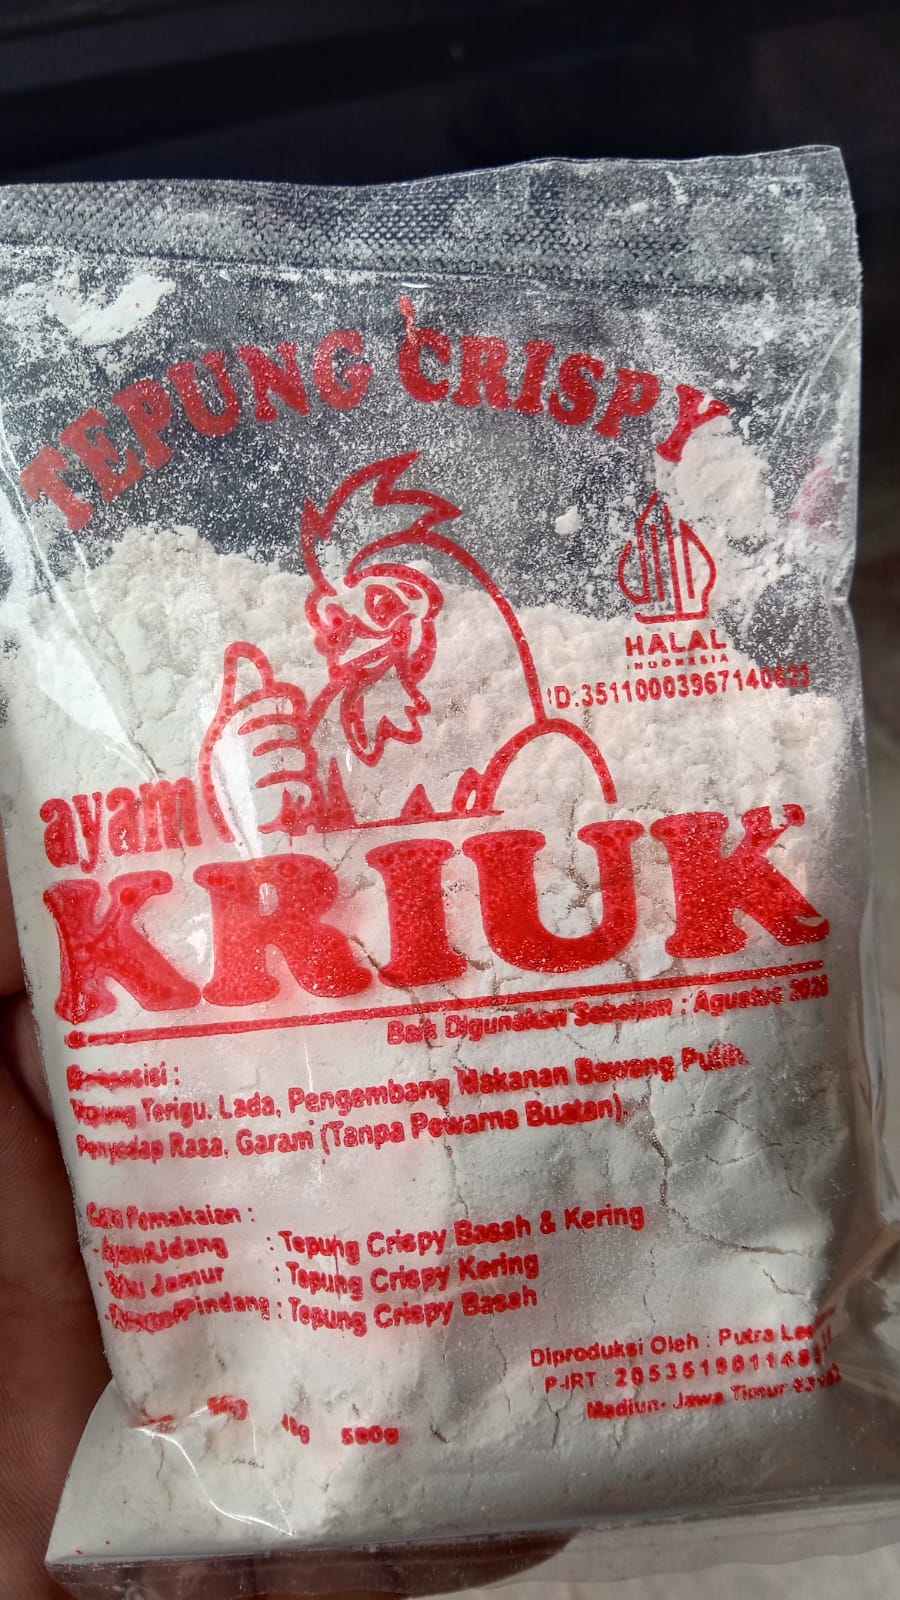 TEPUNG CRISPY
HALAL
INDONESIA
ayam
KRIUK
Baik Digunakan Sebelum : Agustus
Komposisi :
Tepung Terigu, Lada, Pengembang Makanan Bawang Putih,
Penyedap Rasa, Garam (Tanpa Pewarna Buatan).
Cara Pemakaian :
: Tepung Crispy Basah & Kering
Jamur : Tepung Crispy Kering
Pindang : Tepung Crispy Basah
Diproduksi Oleh : Putra
P-IRT :
Madiun- Jawa Timur
500g